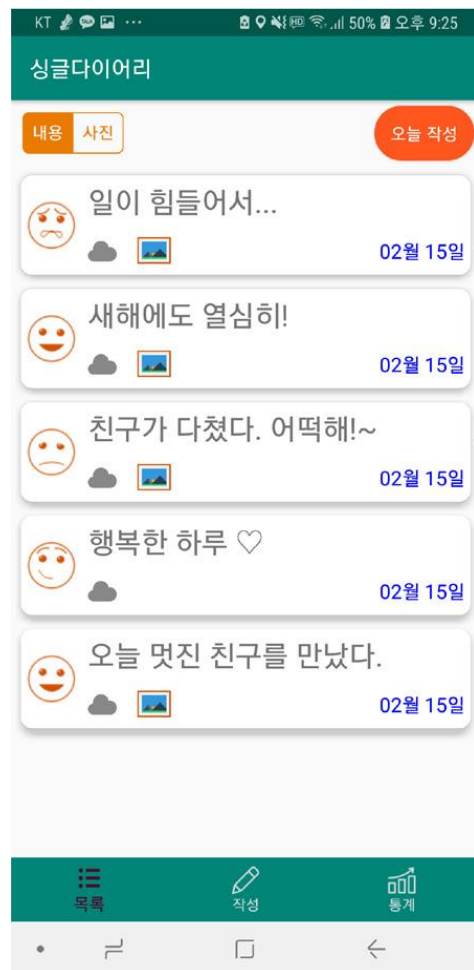 KT ... HD 50% 오후 9:25
싱글다이어리
내용 사진 오늘 작성
일이 힘들어서...
02월 15일
새해에도 열심히!
02월 15일
친구가 다쳤다. 어떡해!~
02월 15일
행복한 하루 ♡
02월 15일
오늘 멋진 친구를 만났다.
02월 15일
목록 작성 통계